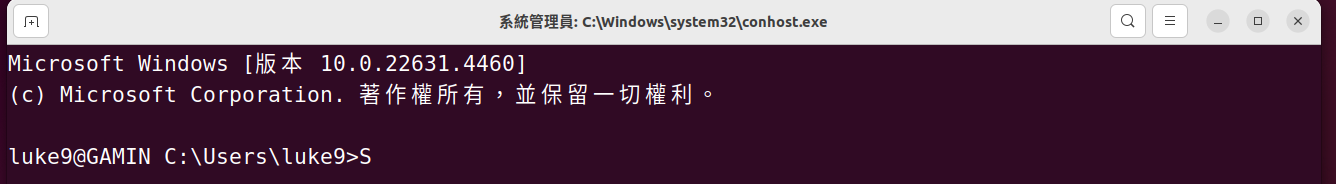 系統管理員: C:\Windows\system32\conhost.exe
Microsoft Windows [版本 10.0.22631.4460]
(c) Microsoft Corporation. 著作權所有，並保留一切權利。
luke9@GAMIN C:\Users\luke9>S